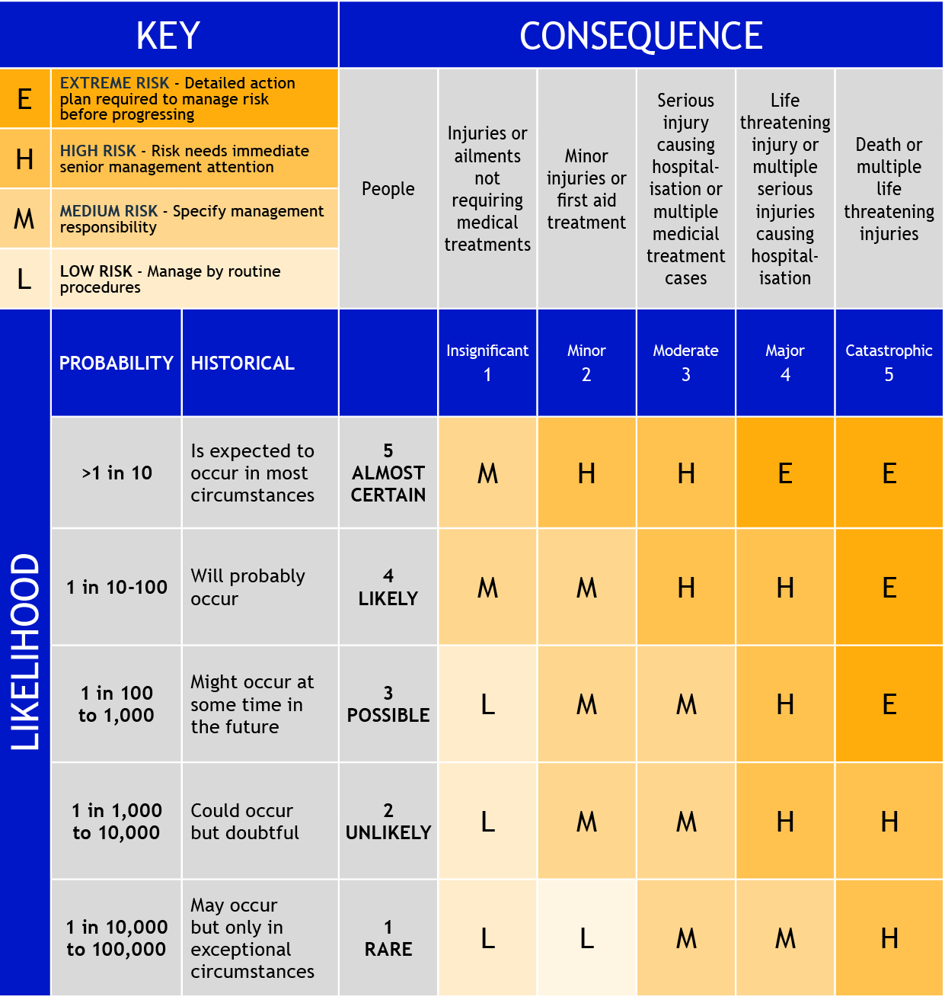 KEY
CONSEQUENCE
E
EXTREME RISK - Detailed action
plan required to manage risk
before progressing
H
HIGH RISK - Risk needs immediate
senior management attention
M
MEDIUM RISK - Specify management
responsibility
L
LOW RISK - Manage by routine
procedures
People
Injuries or
ailments
not
requiring
medical
treatments
Minor
injuries or
first aid
treatment
Serious
injury
causing
hospital-
isation or
multiple
medicial
treatment
cases
Life
threatening
injury or
multiple
serious
injuries
causing
hospital-
isation
Death or
multiple
life
threatening
injuries
LIKELIHOOD
PROBABILITY
HISTORICAL
Insignificant
1
Minor
2
Moderate
3
Major
4
Catastrophic
5
>1 in 10
Is expected to
occur in most
circumstances
5
ALMOST
CERTAIN
M
H
H
E
E
1 in 10-100
Will probably
occur
4
LIKELY
M
M
H
H
E
1 in 100
to 1,000
Might occur at
some time in
the future
3
POSSIBLE
L
M
M
H
E
1 in 1,000
to 10,000
Could occur
but doubtful
2
UNLIKELY
L
M
M
H
H
1 in 10,000
to 100,000
May occur
but only in
exceptional
circumstances
1
RARE
L
L
M
M
H